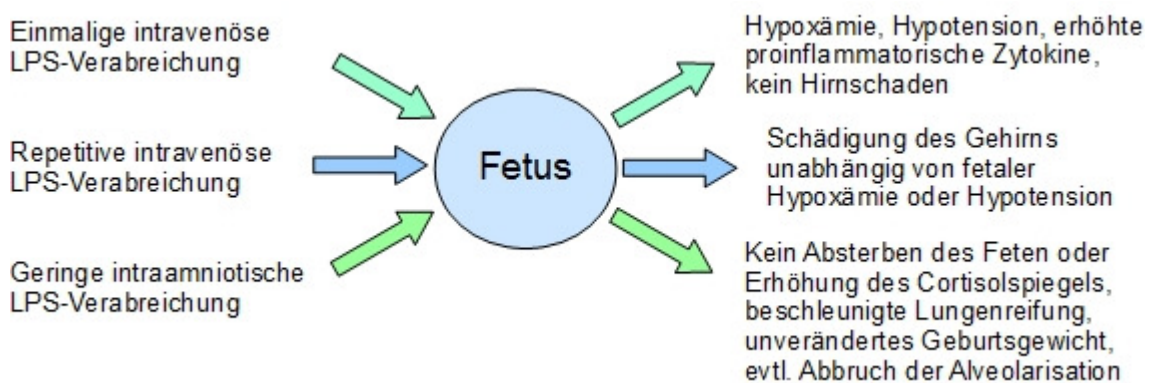 Einmalige intravenöse
LPS-Verabreichung
Hypoxämie, Hypotension, erhöhte
proinflammatorische Zytokine,
kein Hirnschaden
Repetitive intravenöse
LPS-Verabreichung
Fetus
Schädigung des Gehirns
unabhängig von fetaler
Hypoxämie oder Hypotension
Geringe intraamniotische
LPS-Verabreichung
Kein Absterben des Feten oder
Erhöhung des Cortisolspiegels,
beschleunigte Lungenreifung,
unverändertes Geburtsgewicht,
evtl. Abbruch der Alveolarisation